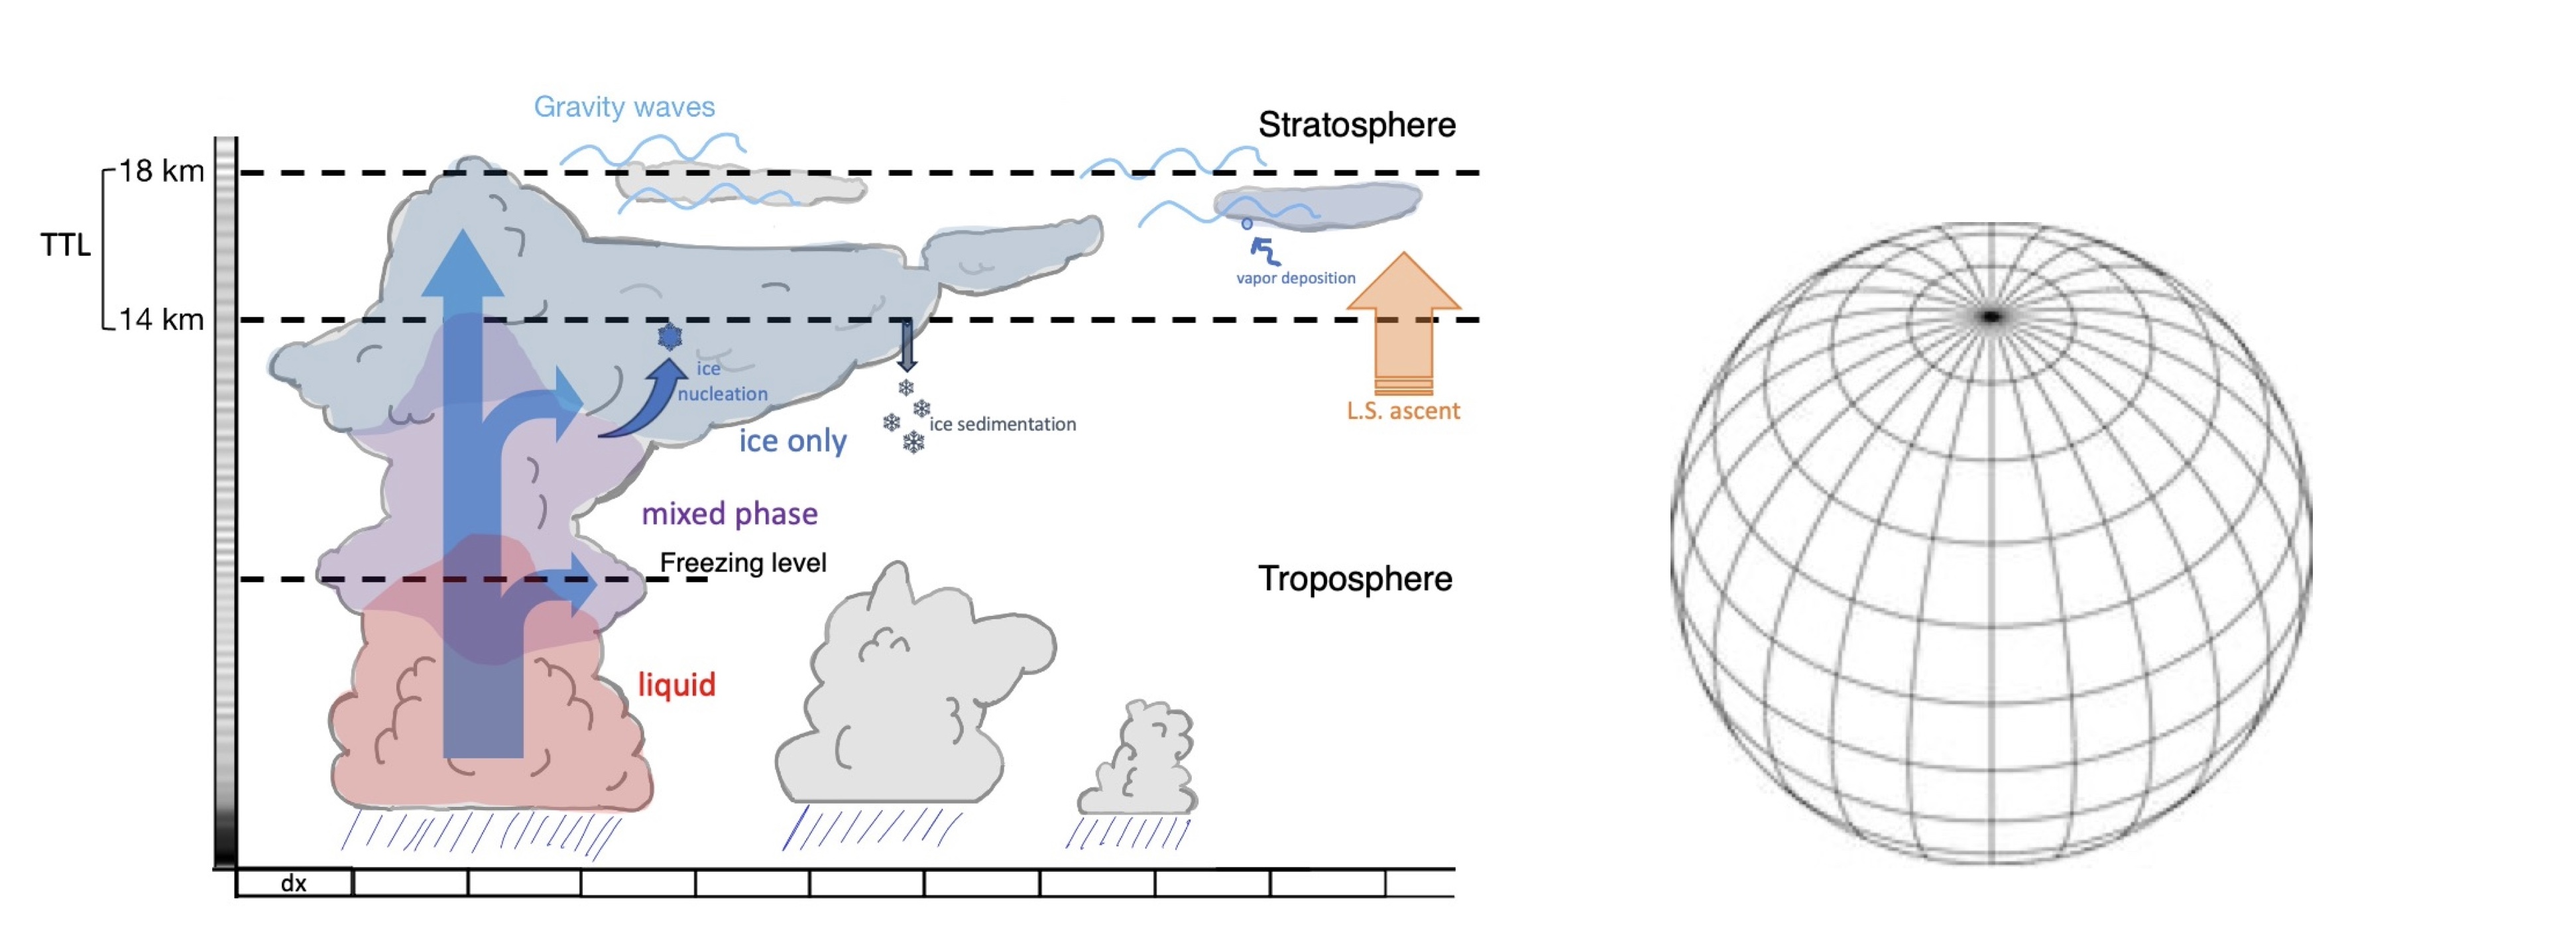 Gravity waves
Stratosphere
18 km
TTL
vapor deposition
14 km
ice
nucleation
L.S. ascent
ice sedimentation
ice only
mixed phase
Freezing level
Troposphere
liquid
dx